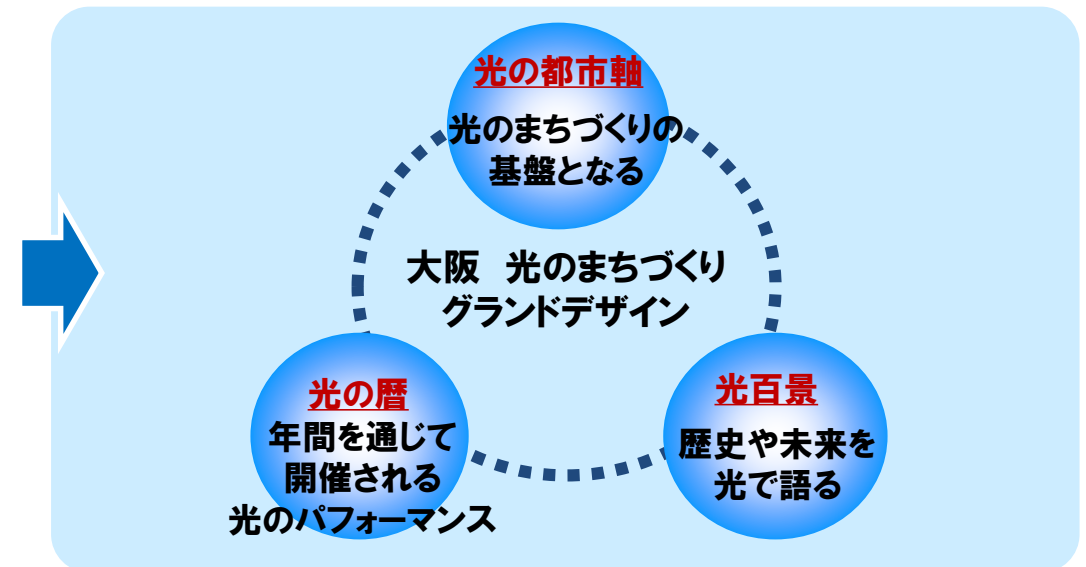 光の都市軸
光のまちづくりの
基盤となる
大阪　光のまちづくり
グランドデザイン
光の暦
年間を通じて
開催される
光のパフォーマンス
光百景
歴史や未来を
光で語る